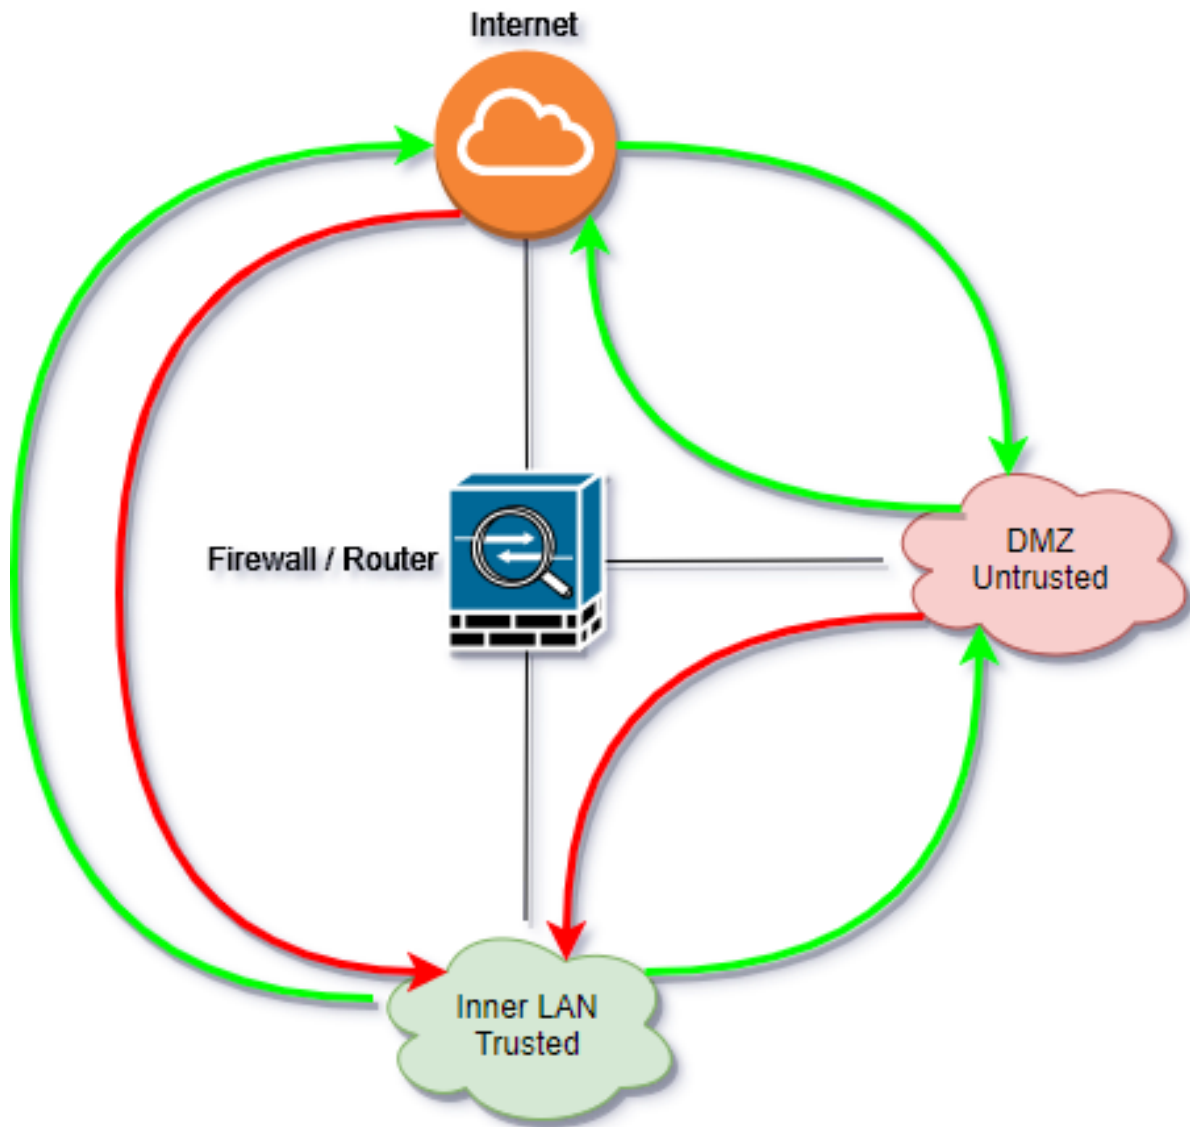 Internet
Firewall / Router
DMZ
Untrusted
Inner LAN
Trusted